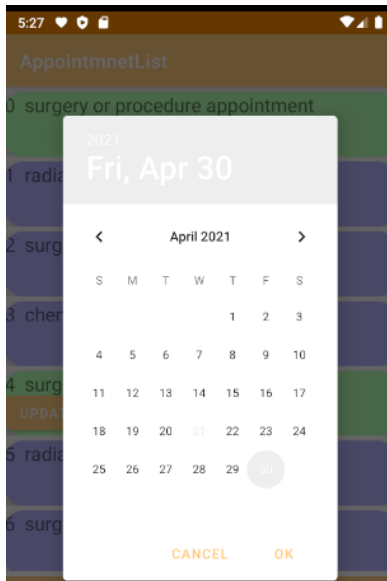 5:27
AppointmnetList
0 surgery or procedure appointment
1 radia
2 surg
3 cher
4 surg
UPDA
5 radia
6 surg
2021
Fri, Apr 30
April 2021
S M T W T F S
1 2 3
4 5 6 7 8 9 10
11 12 13 14 15 16 17
18 19 20 21 22 23 24
25 26 27 28 29 30
CANCEL OK